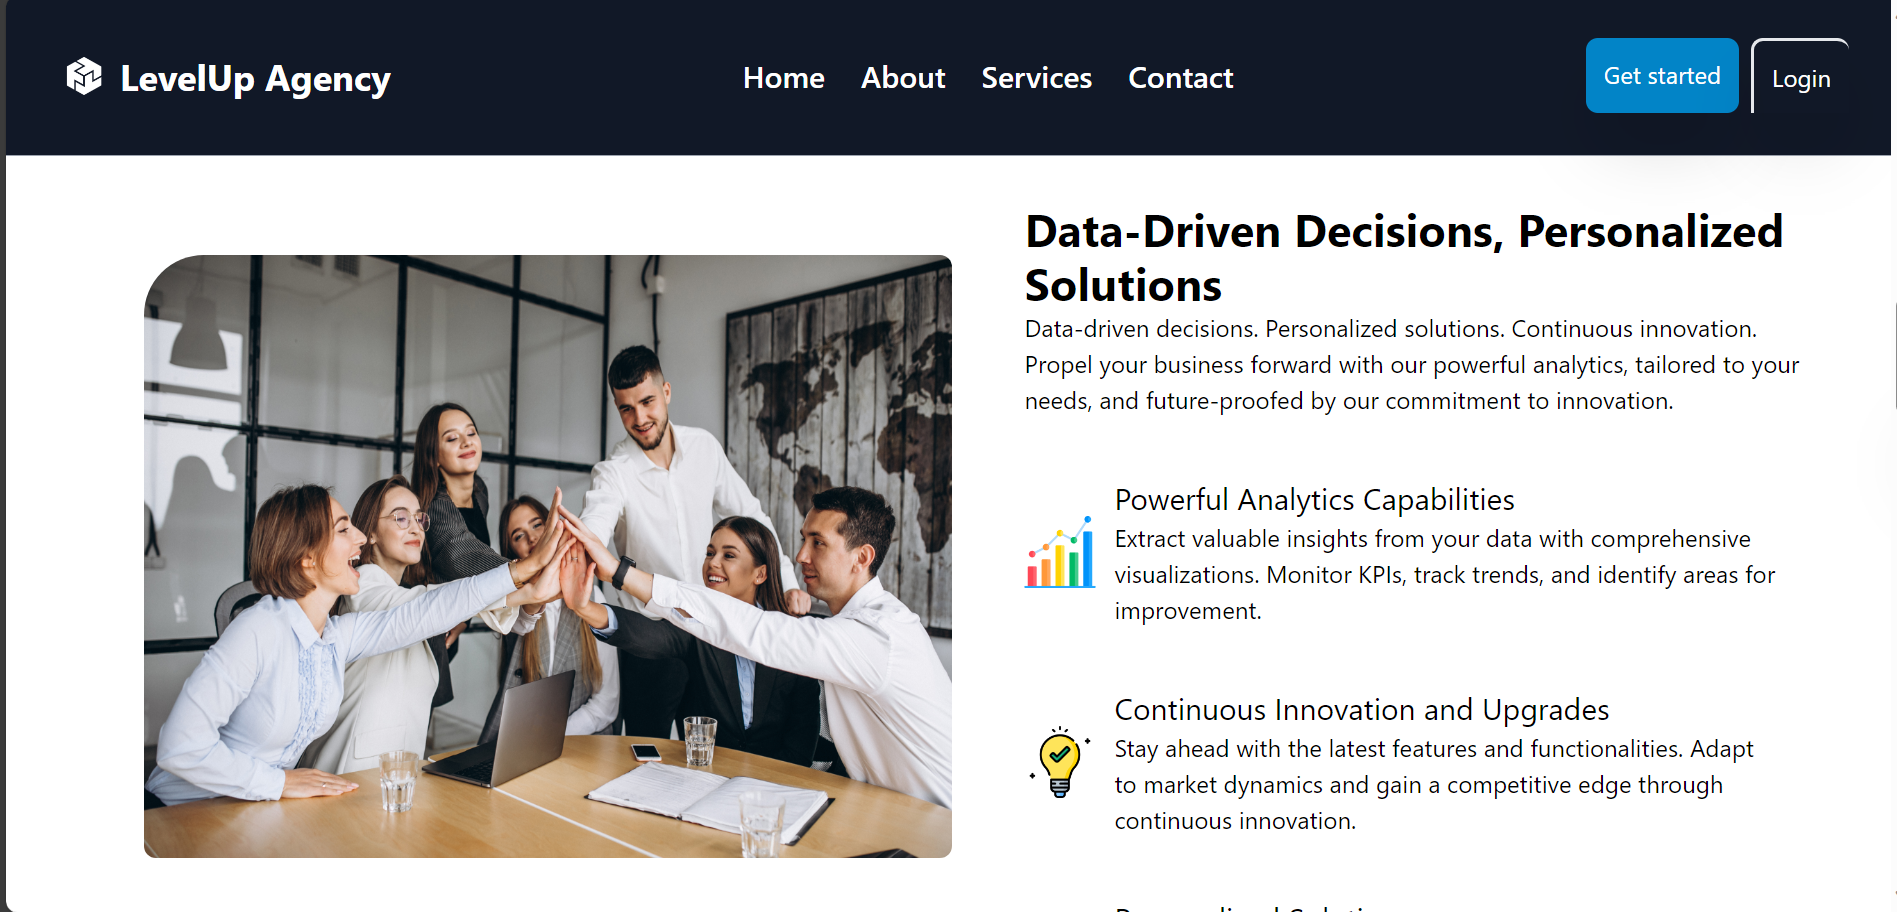 LevelUp Agency
Home About Services Contact
Get started
Login
Data-Driven Decisions, Personalized
Solutions
Data-driven decisions. Personalized solutions. Continuous innovation.
Propel your business forward with our powerful analytics, tailored to your
needs, and future-proofed by our commitment to innovation.
Powerful Analytics Capabilities
Extract valuable insights from your data with comprehensive
visualizations. Monitor KPIs, track trends, and identify areas for
improvement.
Continuous Innovation and Upgrades
Stay ahead with the latest features and functionalities. Adapt
to market dynamics and gain a competitive edge through
continuous innovation.